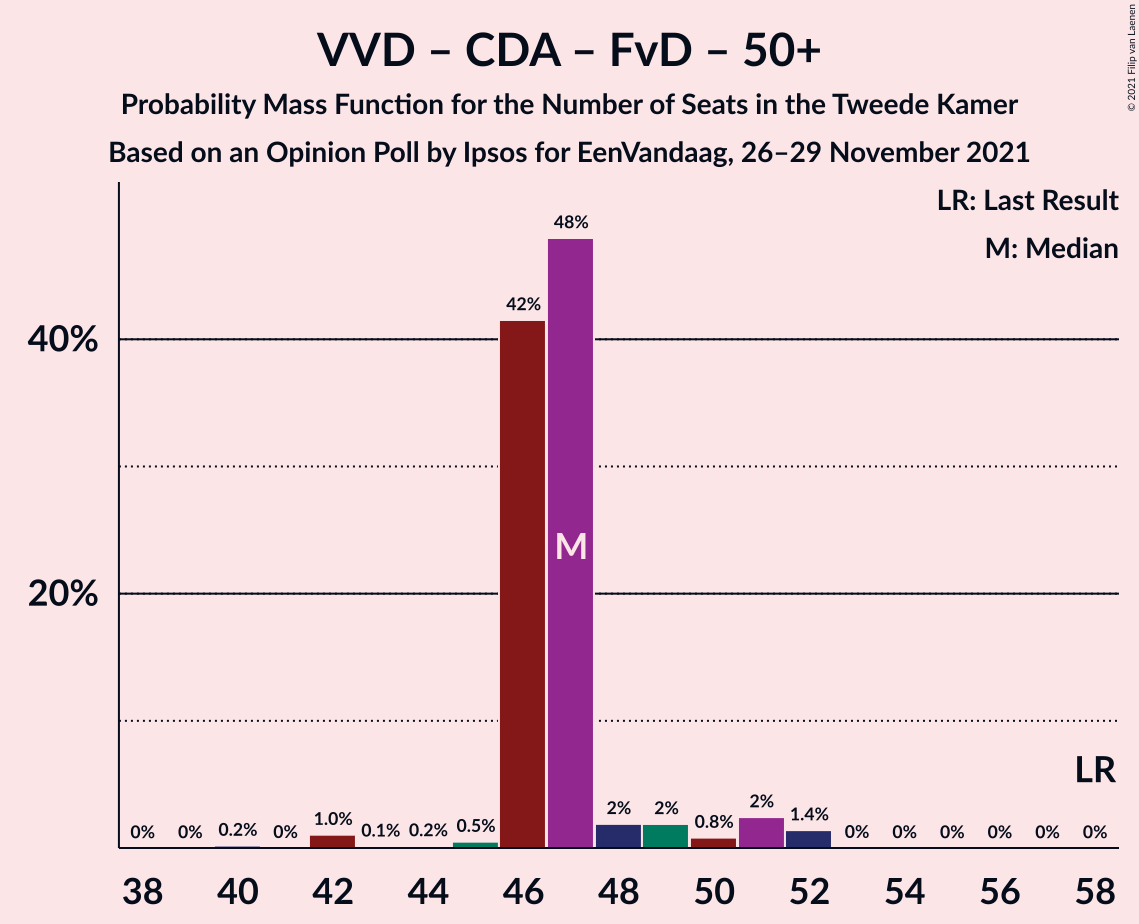 VVD – CDA – FvD – 50+
Probability Mass Function for the Number of Seats in the Tweede Kamer
Based on an Opinion Poll by Ipsos for EenVandaag, 26–29 November 2021
© 2021 Filip van Laenen
LR: Last Result
M: Median
40%
20%
0% 0% 0.2% 0% 1.0% 0.1% 0.2% 0.5% 42% 48% 2% 2% 0.8% 2% 1.4% 0% 0% 0% 0% 0% 0%
M
LR
38 40 42 44 46 48 50 52 54 56 58